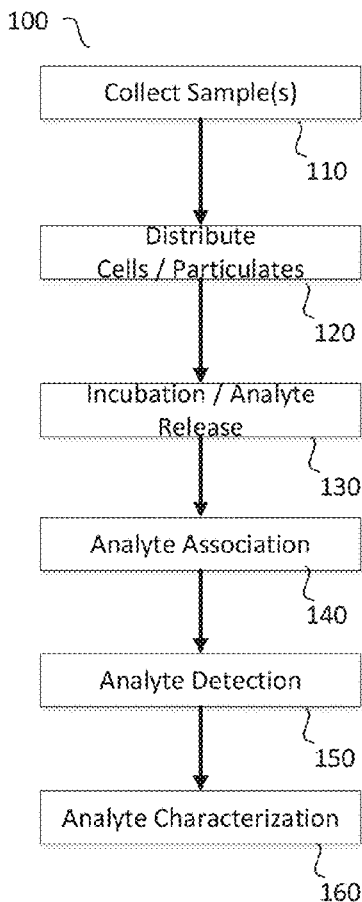 100
Collect Sample(s)
110
Distribute
Cells / Particulates
120
Incubation / Analyte
Release
130
Analyte Association
140
Analyte Detection
150
Analyte Characterization
160